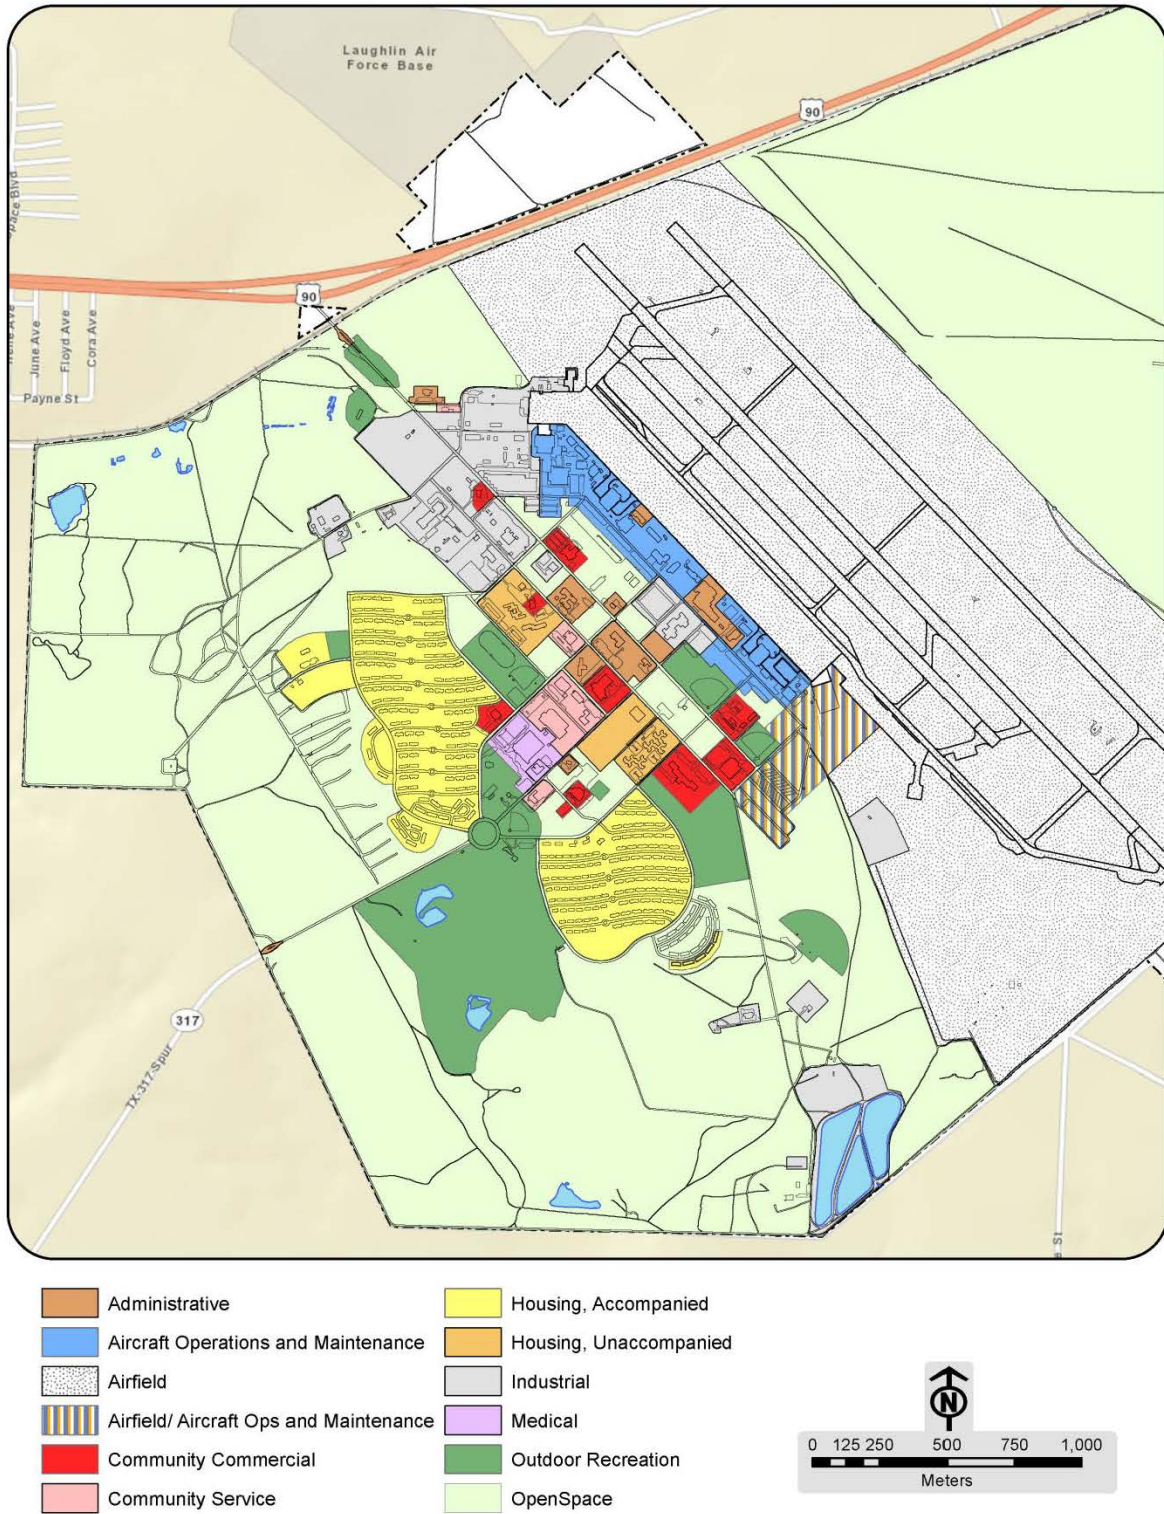 Laughlin Air
Force Base
90
90
June Ave
Floyd Ave
Cora Ave
Payne St
317
TX-317-Spur
St
Administrative
Aircraft Operations and Maintenance
Airfield
Airfield/ Aircraft Ops and Maintenance
Community Commercial
Community Service
Housing, Accompanied
Housing, Unaccompanied
Industrial
Medical
Outdoor Recreation
OpenSpace
N
0 125 250 500 750 1,000
Meters